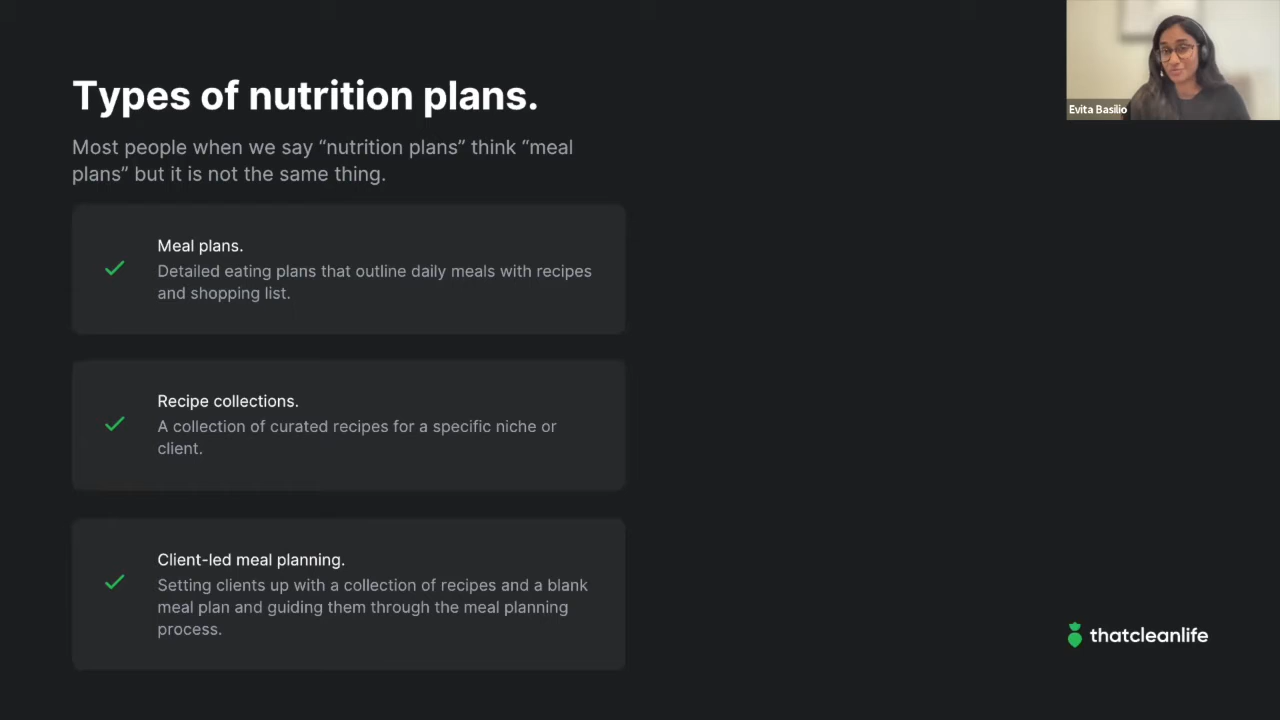 Types of nutrition plans.
Most people when we say “nutrition plans” think “meal
plans” but it is not the same thing.
Meal plans.
Detailed eating plans that outline daily meals with recipes
and shopping list.
Recipe collections.
A collection of curated recipes for a specific niche or
client.
Client-led meal planning.
Setting clients up with a collection of recipes and a blank
meal plan and guiding them through the meal planning
process.
Evita Basilio
thatcleanlife